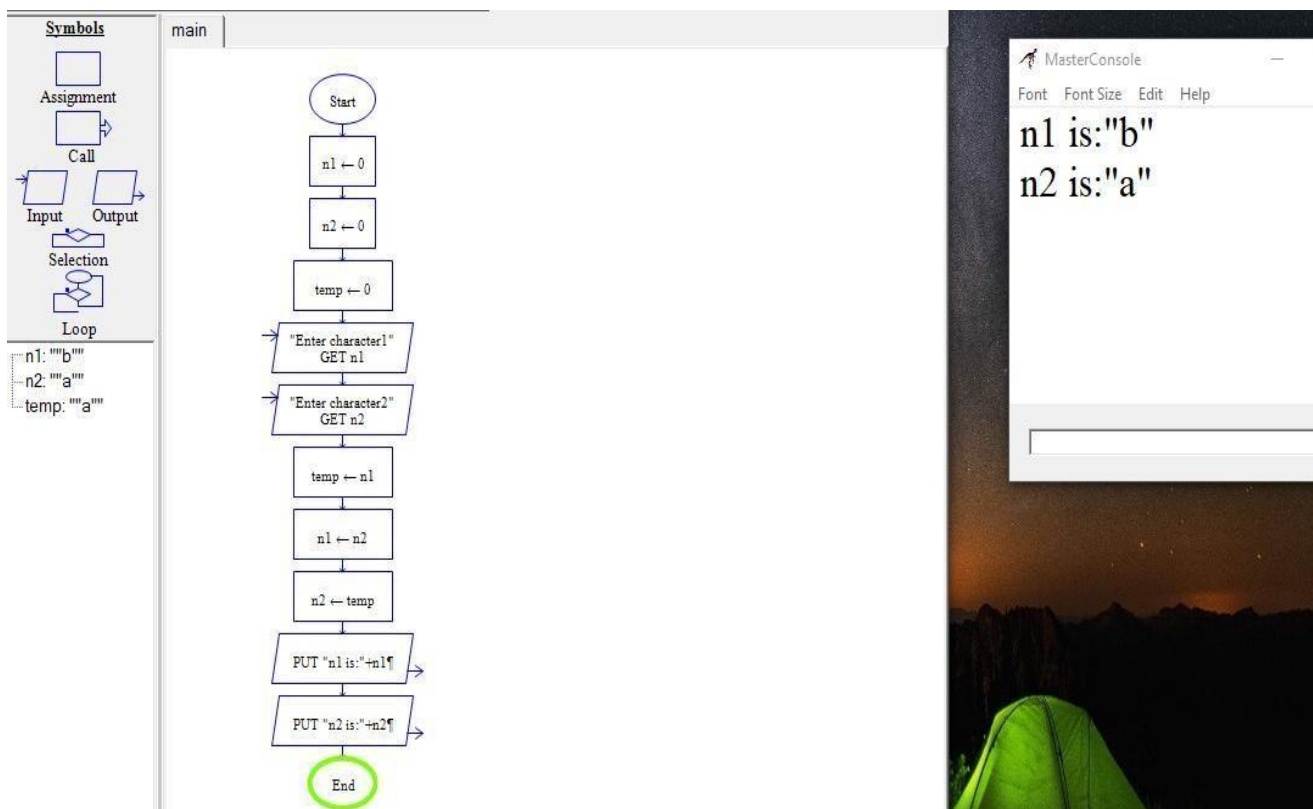 Symbols
Assignment
Call
Input Output
Selection
Loop
n1: ""b""
n2: ""a""
temp: ""a""
main
Start
n1 ← 0
n2 ← 0
temp ← 0
"Enter character1"
GET n1
"Enter character2"
GET n2
temp ← n1
n1 ← n2
n2 ← temp
PUT "n1 is:"+n1¶
PUT "n2 is:"+n2¶
End
MasterConsole
Font Font Size Edit Help
n1 is:"b"
n2 is:"a"